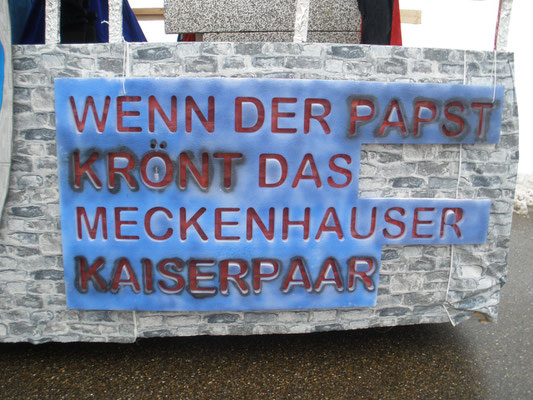 WENN DER PAPST
KRÖNT DAS
MECKENHAUSER
KAISERPAAR